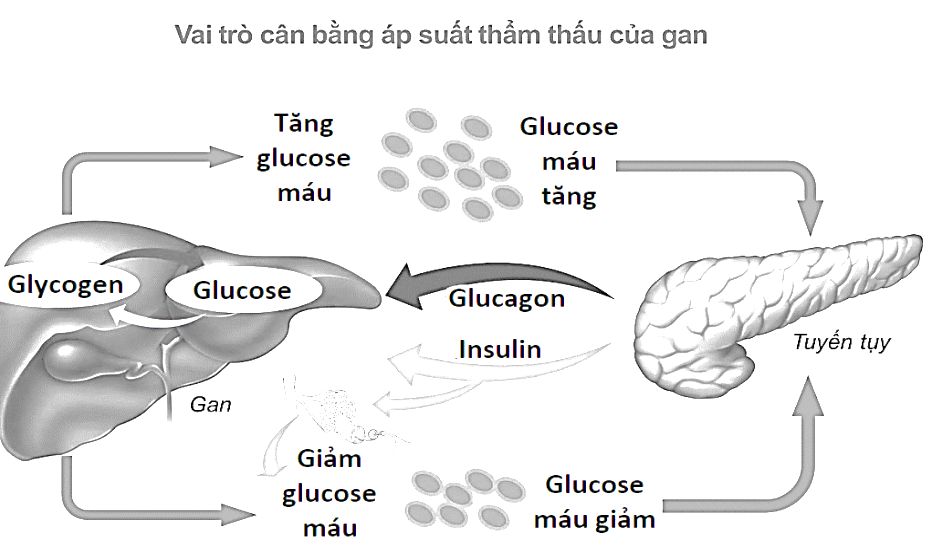 Vai trò cân bằng áp suất thẩm thấu của gan
Tăng
glucose
máu
Glucose
máu
tăng
Glycogen
Glucose
Glucagon
Insulin
Tuyến tụy
Gan
Giảm
glucose
máu
Glucose
máu giảm